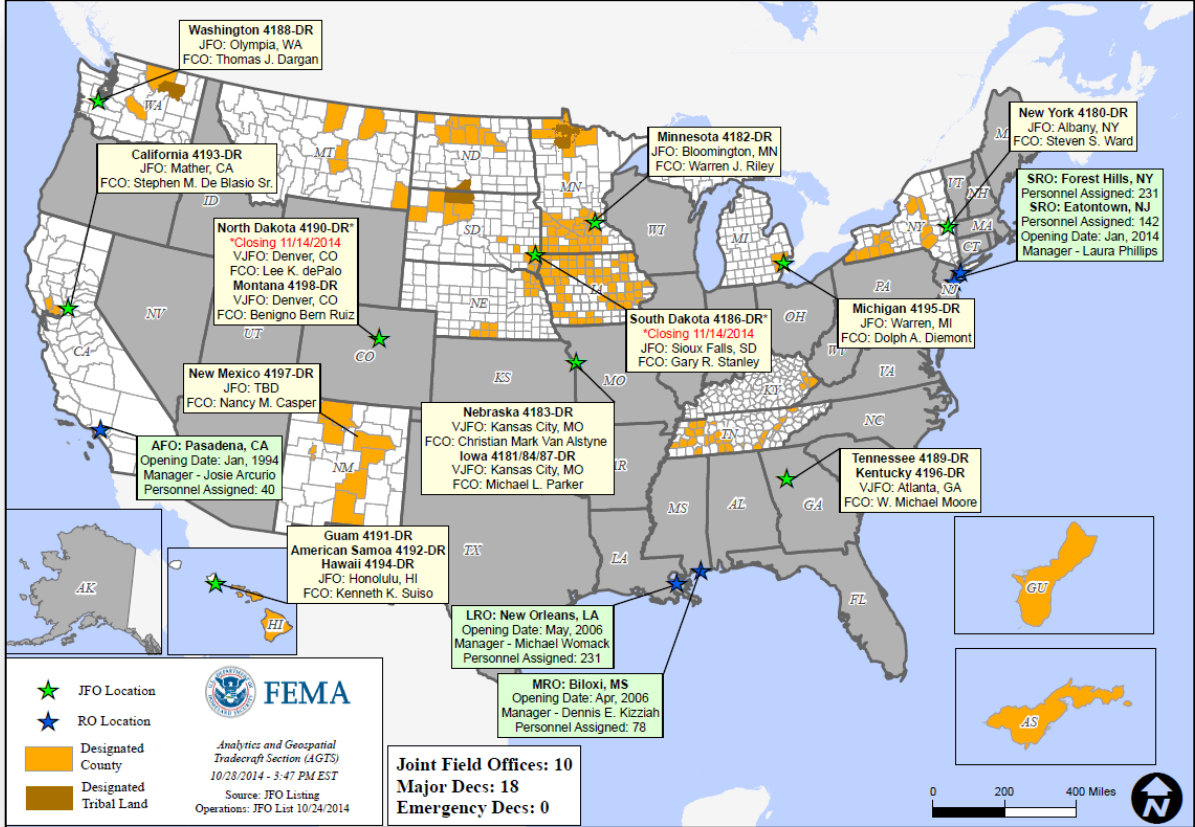 Washington 4188-DR
JFO: Olympia, WA
FCO: Thomas J. Dargan
California 4193-DR
JFO: Mather, CA
FCO: Stephen M. De Blasio Sr.
North Dakota 4190-DR*
*Closing 11/14/2014
VJFO: Denver, CO
FCO: Lee K. dePalo
Montana 4198-DR
VJFO: Denver, CO
FCO: Benigno Bern Ruiz
Minnesota 4182-DR
JFO: Bloomington, MN
FCO: Warren J. Riley
New York 4180-DR
JFO: Albany, NY
FCO: Steven S. Ward
SRO: Forest Hills, NY
Personnel Assigned: 231
SRO: Eatontown, NJ
Personnel Assigned: 142
Opening Date: Jan, 2014
Manager - Laura Phillips
Michigan 4195-DR
JFO: Warren, MI
FCO: Dolph A. Diemont
South Dakota 4186-DR*
*Closing 11/14/2014
JFO: Sioux Falls, SD
FCO: Gary R. Stanley
New Mexico 4197-DR
JFO: TBD
FCO: Nancy M. Casper
Nebraska 4183-DR
VJFO: Kansas City, MO
FCO: Christian Mark Van Alstyne
Iowa 4181/84/87-DR
VJFO: Kansas City, MO
FCO: Michael L. Parker
AFO: Pasadena, CA
Opening Date: Jan, 1994
Manager - Josie Arcurio
Personnel Assigned: 40
Tennessee 4189-DR
Kentucky 4196-DR
VJFO: Atlanta, GA
FCO: W. Michael Moore
Guam 4191-DR
American Samoa 4192-DR
Hawaii 4194-DR
JFO: Honolulu, HI
FCO: Kenneth K. Suiso
LRO: New Orleans, LA
Opening Date: May, 2006
Manager - Michael Womack
Personnel Assigned: 231
MRO: Biloxi, MS
Opening Date: Apr, 2006
Manager - Dennis E. Kizziah
Personnel Assigned: 78
WA
MT
ND
MN
ID
SD
WI
MI
NY
VT
NH
MA
CT
NJ
PA
NV
UT
CO
NE
IA
OH
WV
VA
CA
KS
MO
KY
NC
TN
NM
TX
LA
MS
AL
GA
FL
AK
HI
GU
AS
JFO Location
RO Location
Designated
County
Designated
Tribal Land
FEMA
Analytics and Geospatial
Tradecraft Section (AGTS)
10/28/2014 - 3:47 PM EST
Source: JFO Listing
Operations: JFO List 10/24/2014
Joint Field Offices: 10
Major Decs: 18
Emergency Decs: 0
0 200 400 Miles
N